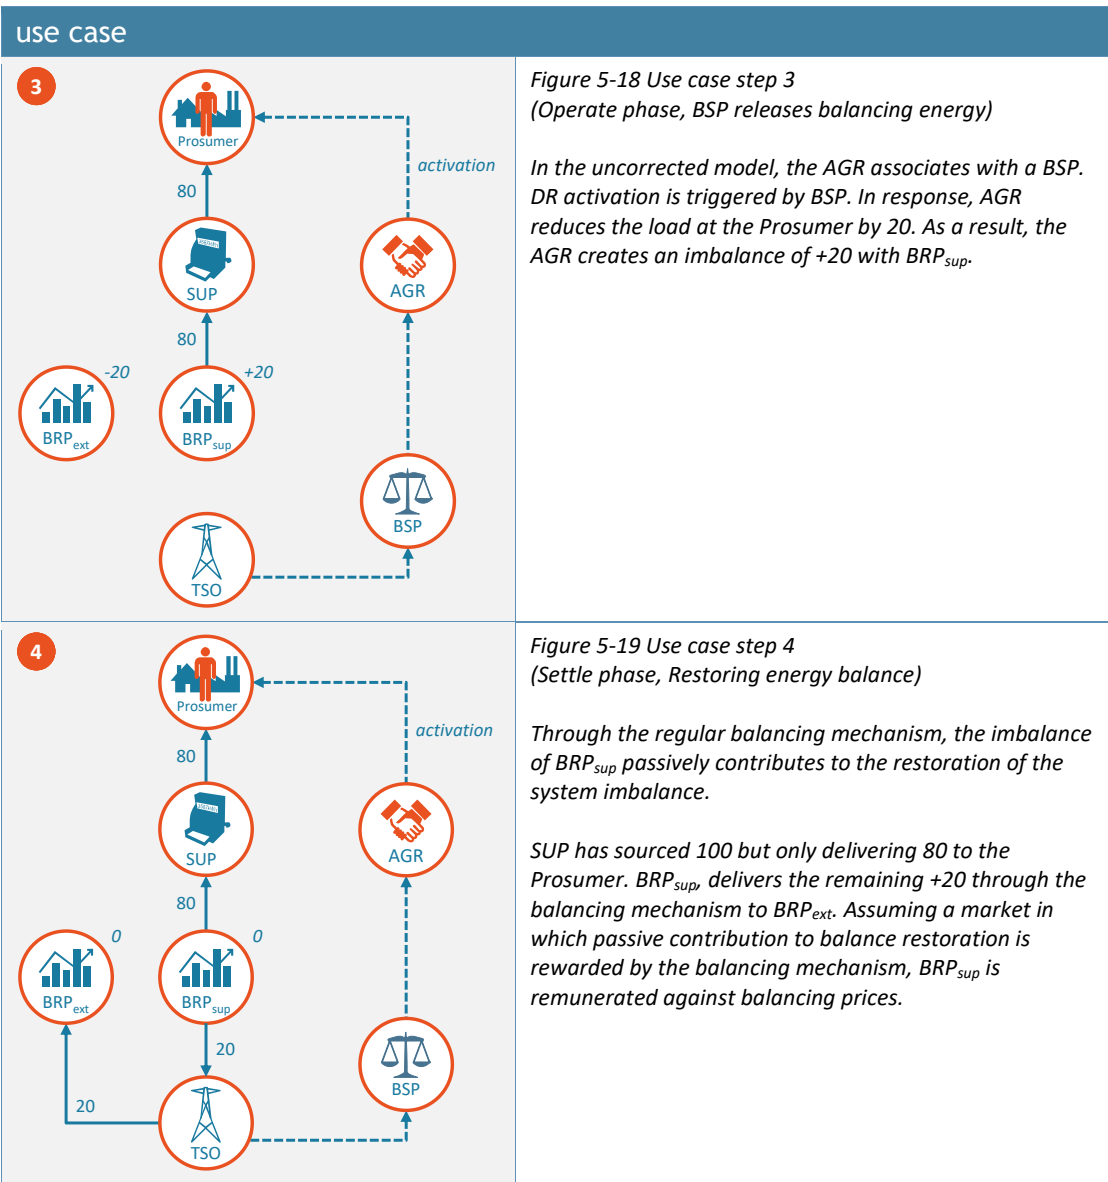 use case
3
Prosumer
activation
80
SUP
AGR
80
-20
+20
BRPext
BRPsup
BSP
TSO
Figure 5-18 Use case step 3
(Operate phase, BSP releases balancing energy)
In the uncorrected model, the AGR associates with a BSP.
DR activation is triggered by BSP. In response, AGR
reduces the load at the Prosumer by 20. As a result, the
AGR creates an imbalance of +20 with BRPsup.
4
Prosumer
activation
80
SUP
AGR
80
0
0
BRPext
BRPsup
20
BSP
20
TSO
Figure 5-19 Use case step 4
(Settle phase, Restoring energy balance)
Through the regular balancing mechanism, the imbalance
of BRPsup passively contributes to the restoration of the
system imbalance.
SUP has sourced 100 but only delivering 80 to the
Prosumer. BRPsup, delivers the remaining +20 through the
balancing mechanism to BRPext. Assuming a market in
which passive contribution to balance restoration is
rewarded by the balancing mechanism, BRPsup is
remunerated against balancing prices.